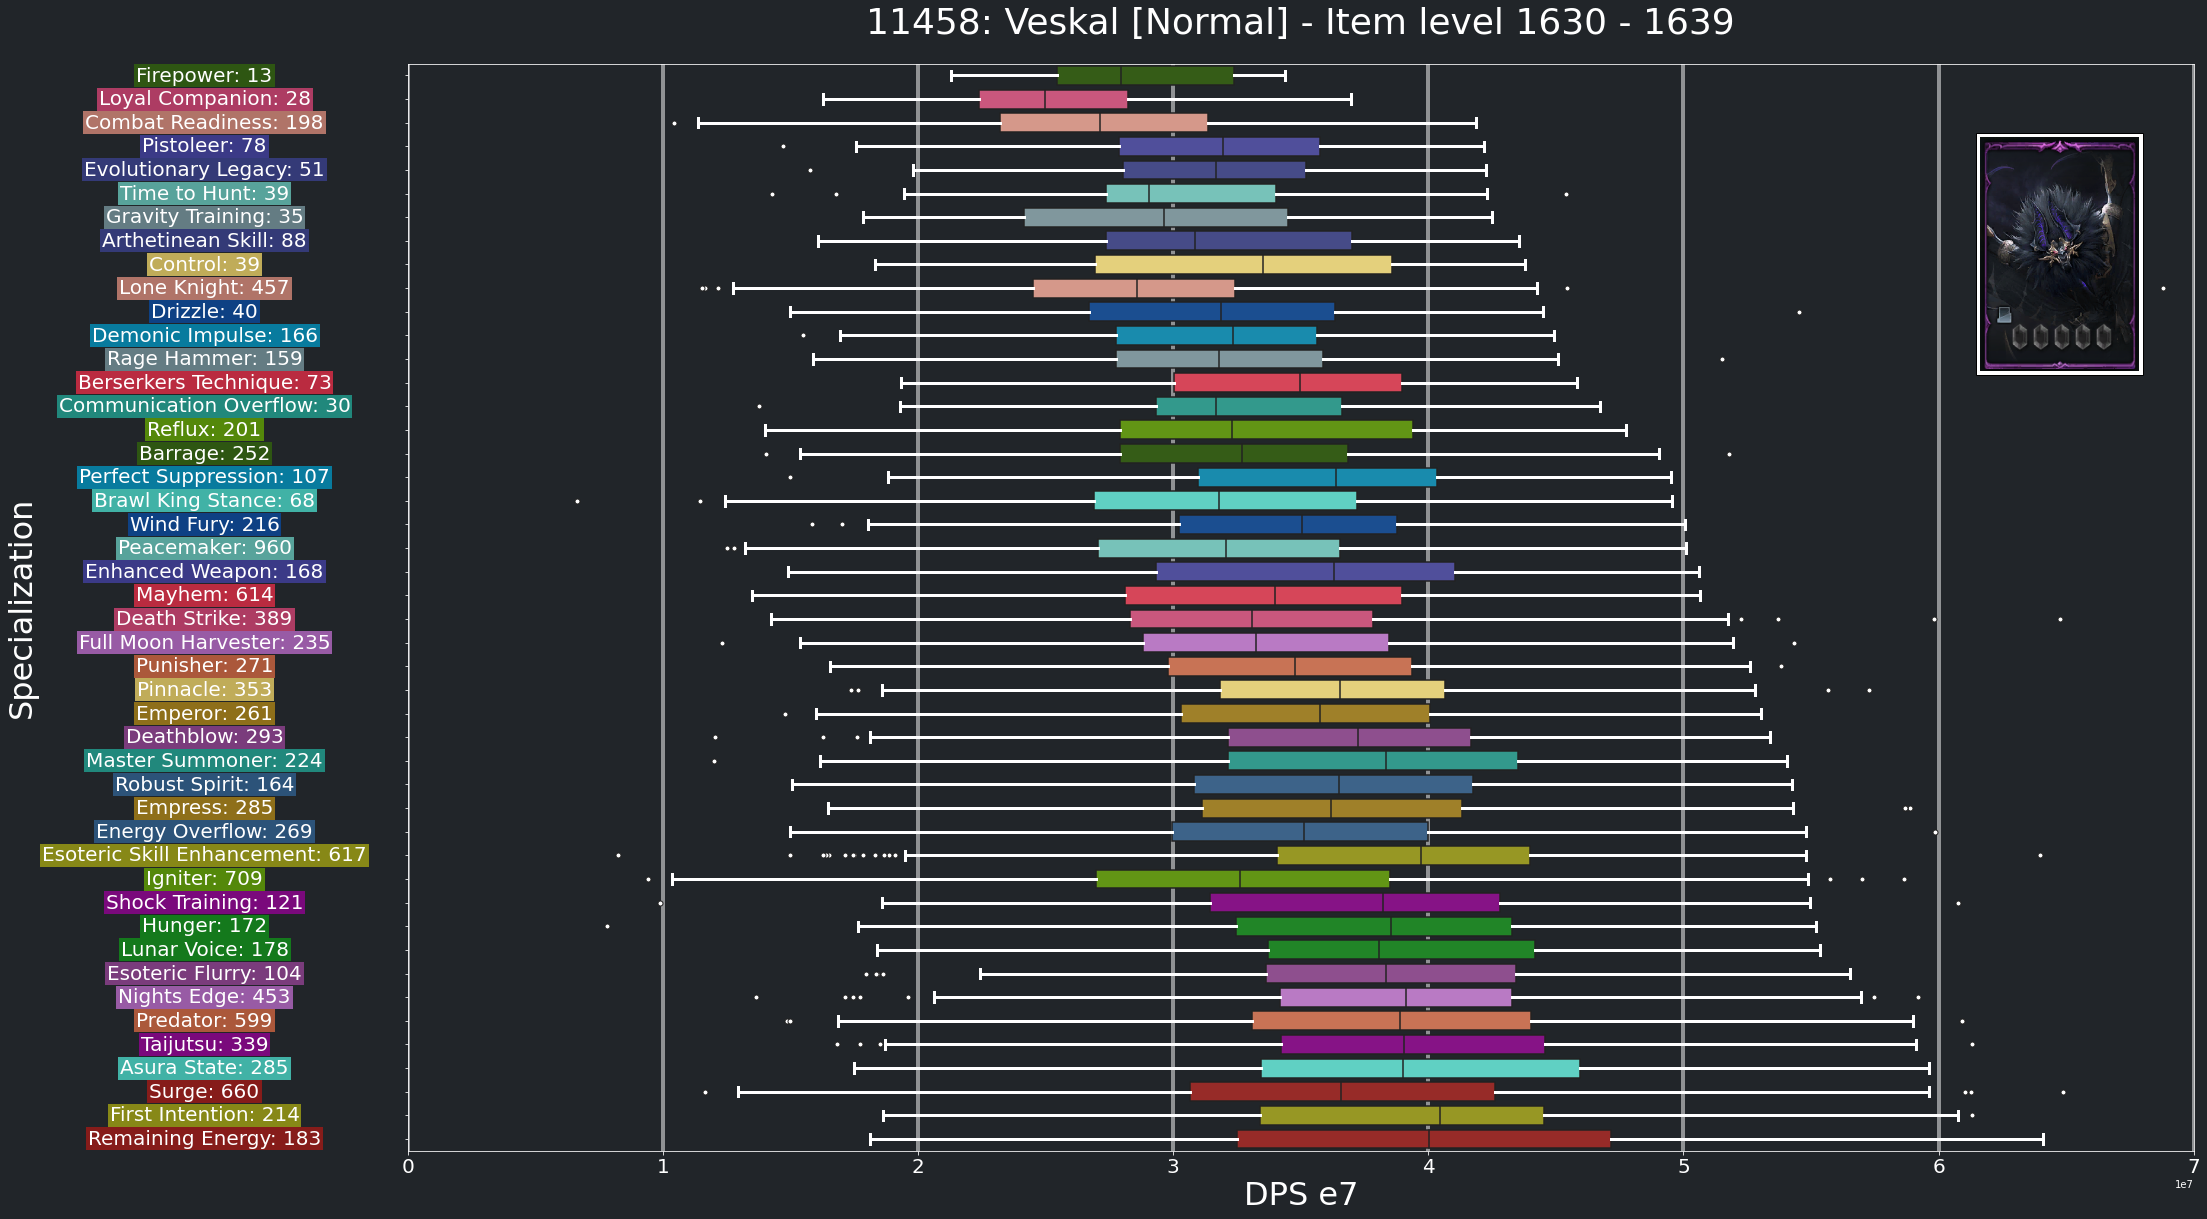 11458: Veskal [Normal] - Item level 1630 - 1639
Specialization
Firepower: 13
Loyal Companion: 28
Combat Readiness: 198
Pistoleer: 78
Evolutionary Legacy: 51
Time to Hunt: 39
Gravity Training: 35
Arthetinean Skill: 88
Control: 39
Lone Knight: 457
Drizzle: 40
Demonic Impulse: 166
Rage Hammer: 159
Berserkers Technique: 73
Communication Overflow: 30
Reflux: 201
Barrage: 252
Perfect Suppression: 107
Brawl King Stance: 68
Wind Fury: 216
Peacemaker: 960
Enhanced Weapon: 168
Mayhem: 614
Death Strike: 389
Full Moon Harvester: 235
Punisher: 271
Pinnacle: 353
Emperor: 261
Deathblow: 293
Master Summoner: 224
Robust Spirit: 164
Empress: 285
Energy Overflow: 269
Esoteric Skill Enhancement: 617
Igniter: 709
Shock Training: 121
Hunger: 172
Lunar Voice: 178
Esoteric Flurry: 104
Nights Edge: 453
Predator: 599
Taijutsu: 339
Asura State: 285
Surge: 660
First Intention: 214
Remaining Energy: 183
0 1 2 3 4 5 6 7
1e7
DPS e7